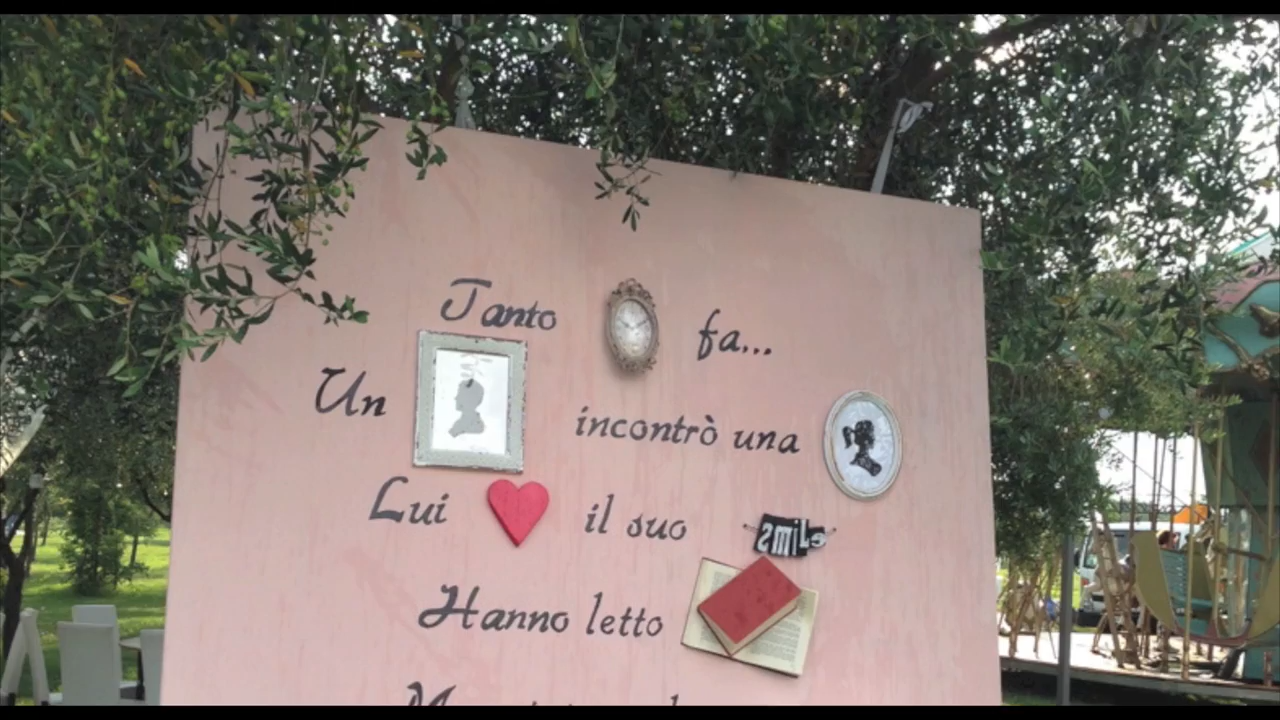 Tanto fa...
Un incontrò una
Lui il suo smile
Hanno letto